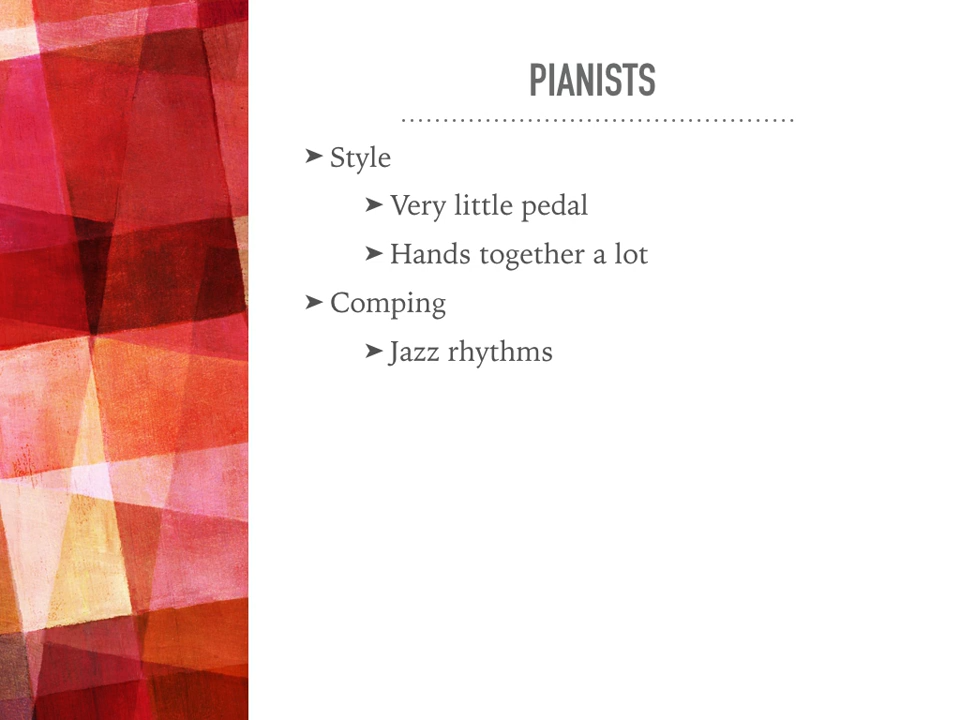 PIANISTS
➤ Style
➤ Very little pedal
➤ Hands together a lot
➤ Comping
➤ Jazz rhythms